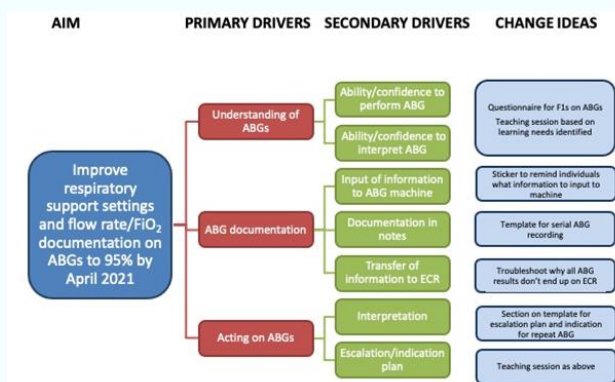 AIM
PRIMARY DRIVERS
SECONDARY DRIVERS
CHANGE IDEAS
Improve
respiratory
support settings
and flow rate/FiO₂
documentation on
ABGs to 95% by
April 2021
Understanding of
ABGs
Ability/confidence to
perform ABG
Ability/confidence to
interpret ABG
Questionnaire for F1s on ABGs
Teaching session based on
learning needs identified
ABG documentation
Input of information
to ABG machine
Sticker to remind individuals
what information to input to
machine
Documentation in
notes
Template for serial ABG
recording
Transfer of
information to ECR
Troubleshoot why all ABG
results don't end up on ECR
Acting on ABGs
Interpretation
Section on template for
escalation plan and indication
for repeat ABG
Escalation/indication
plan
Teaching session as above